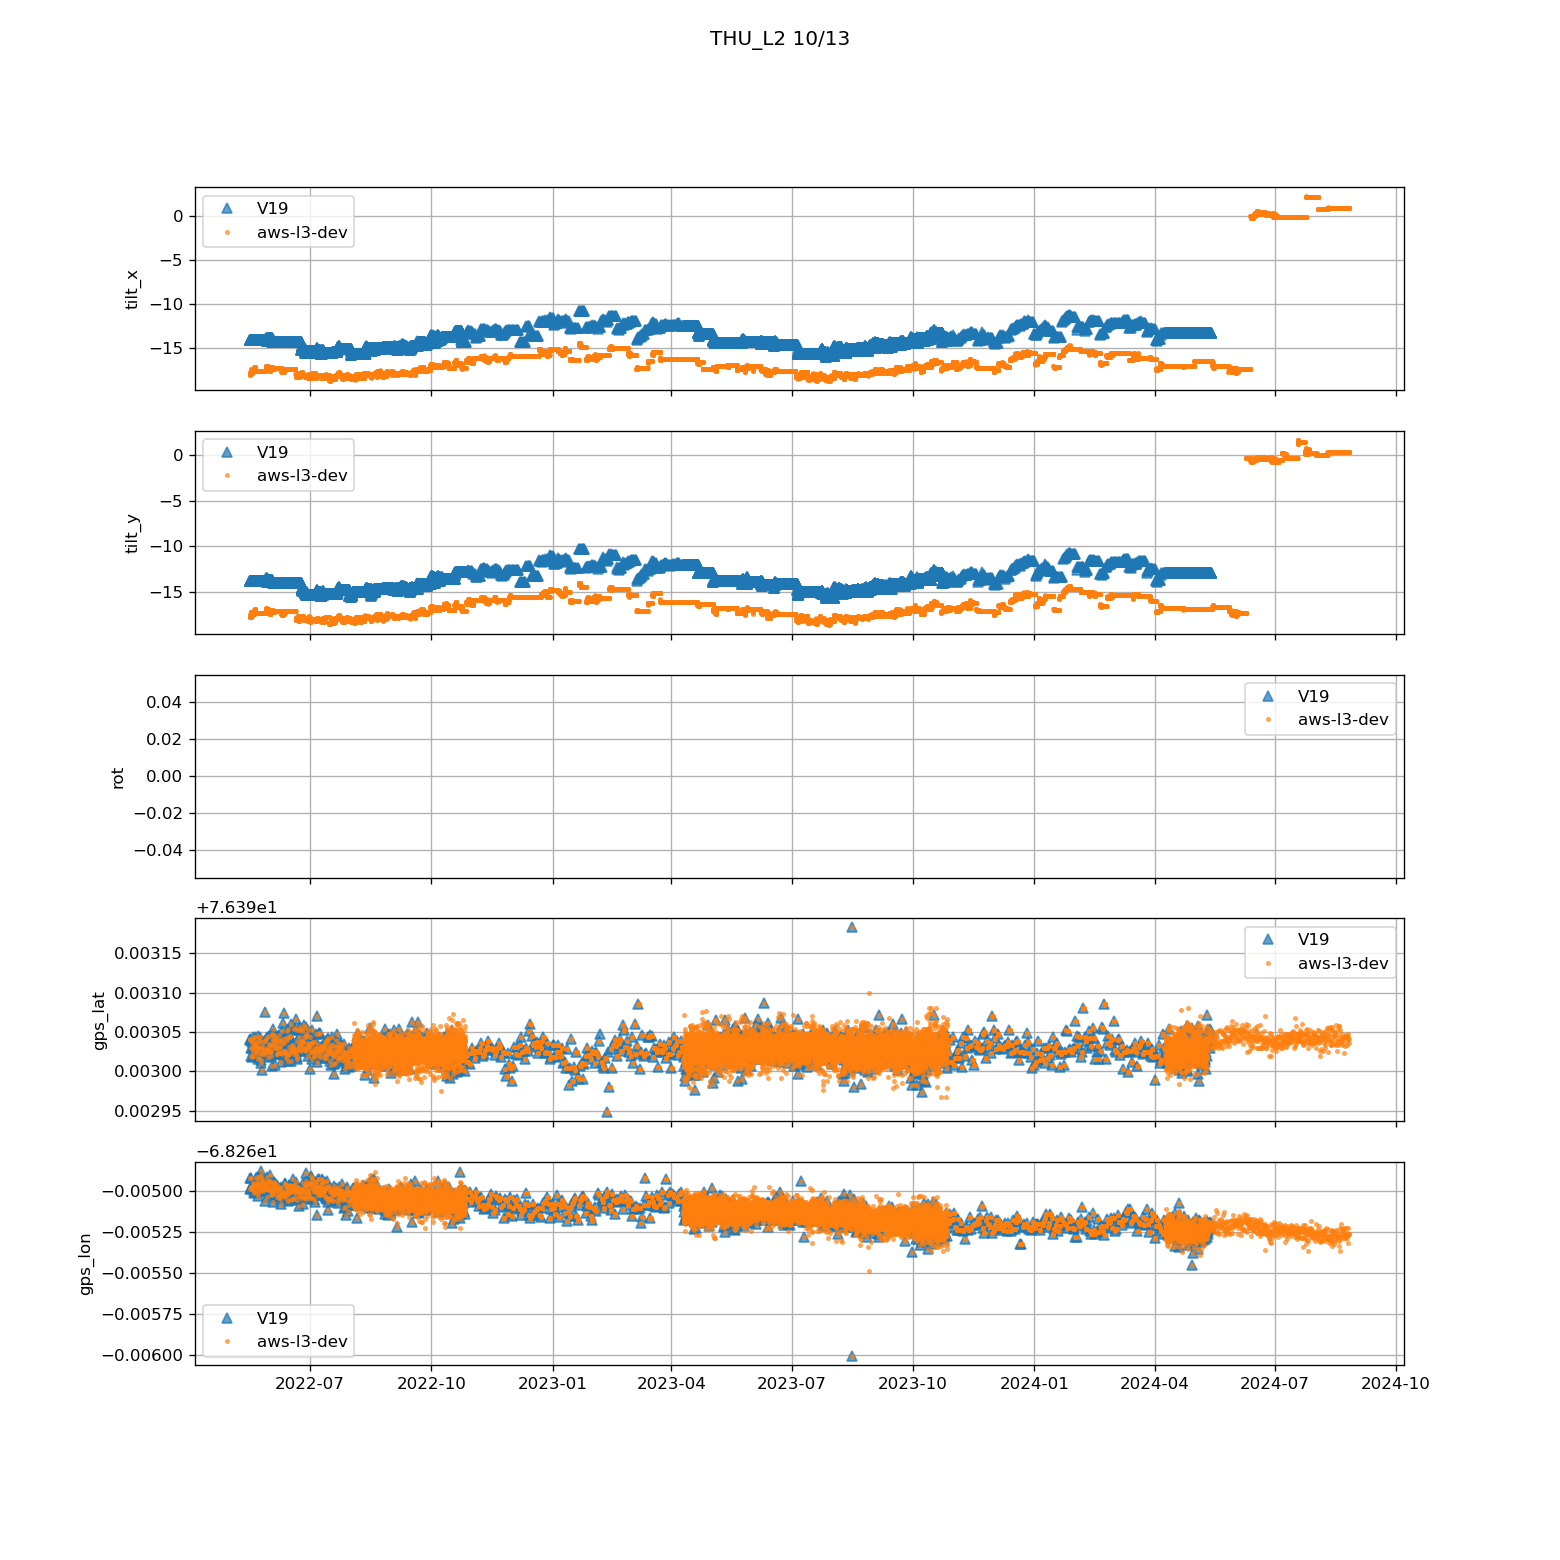 THU_L2 10/13
V19
aws-l3-dev
0
−5
−10
−15
tilt_x
V19
aws-l3-dev
0
−5
−10
−15
tilt_y
V19
aws-l3-dev
0.04
0.02
0.00
−0.02
−0.04
rot
+7.639e1
V19
aws-l3-dev
0.00315
0.00310
0.00305
0.00300
0.00295
gps_lat
−6.826e1
−0.00500
−0.00525
−0.00550
−0.00575
−0.00600
gps_lon
V19
aws-l3-dev
2022-07 2022-10 2023-01 2023-04 2023-07 2023-10 2024-01 2024-04 2024-07 2024-10